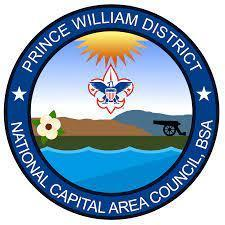 PRINCE WILLIAM DISTRICT
NATIONAL CAPITAL AREA COUNCIL, BSA